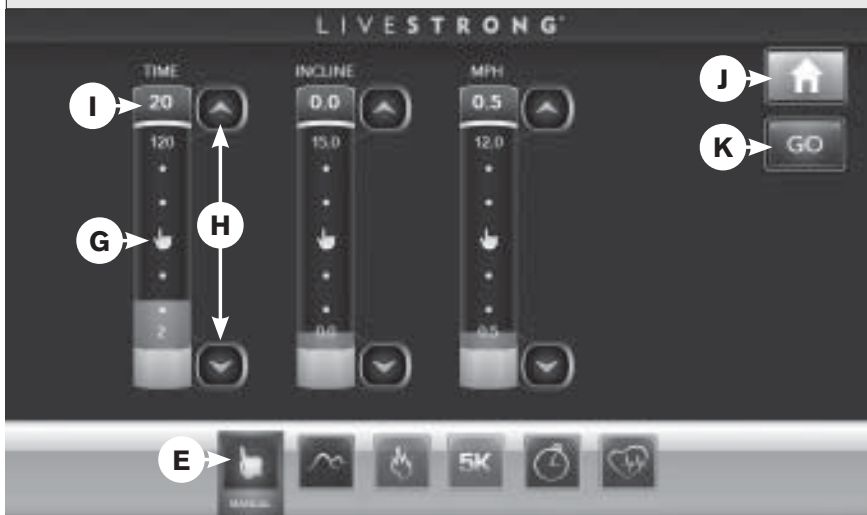 LIVESTRONG
TIME INCLINE MPH
I 20 0.0 0.5 J
120 15.0 12.0 K GO
G H
2 0.0 0.5
E 5K
MANUAL